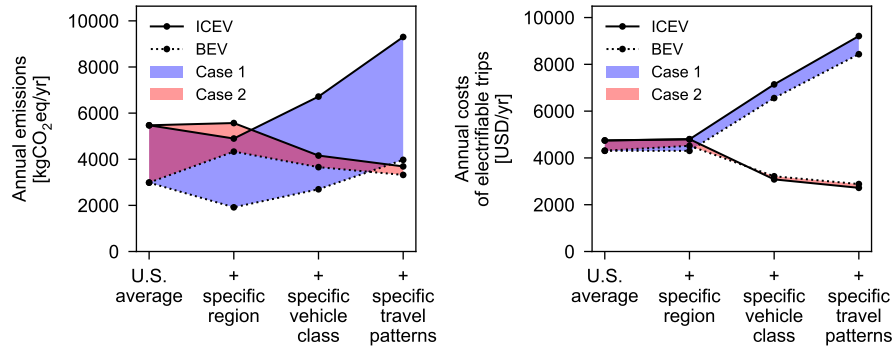 Annual emissions
[kgCO2eq/yr]
10000
8000
6000
4000
2000
0
ICEV
BEV
Case 1
Case 2
U.S.
average
+
specific
region
+
specific
vehicle
class
+
specific
travel
patterns
Annual costs
of electrifiable trips
[USD/yr]
10000
8000
6000
4000
2000
0
ICEV
BEV
Case 1
Case 2
U.S.
average
+
specific
region
+
specific
vehicle
class
+
specific
travel
patterns